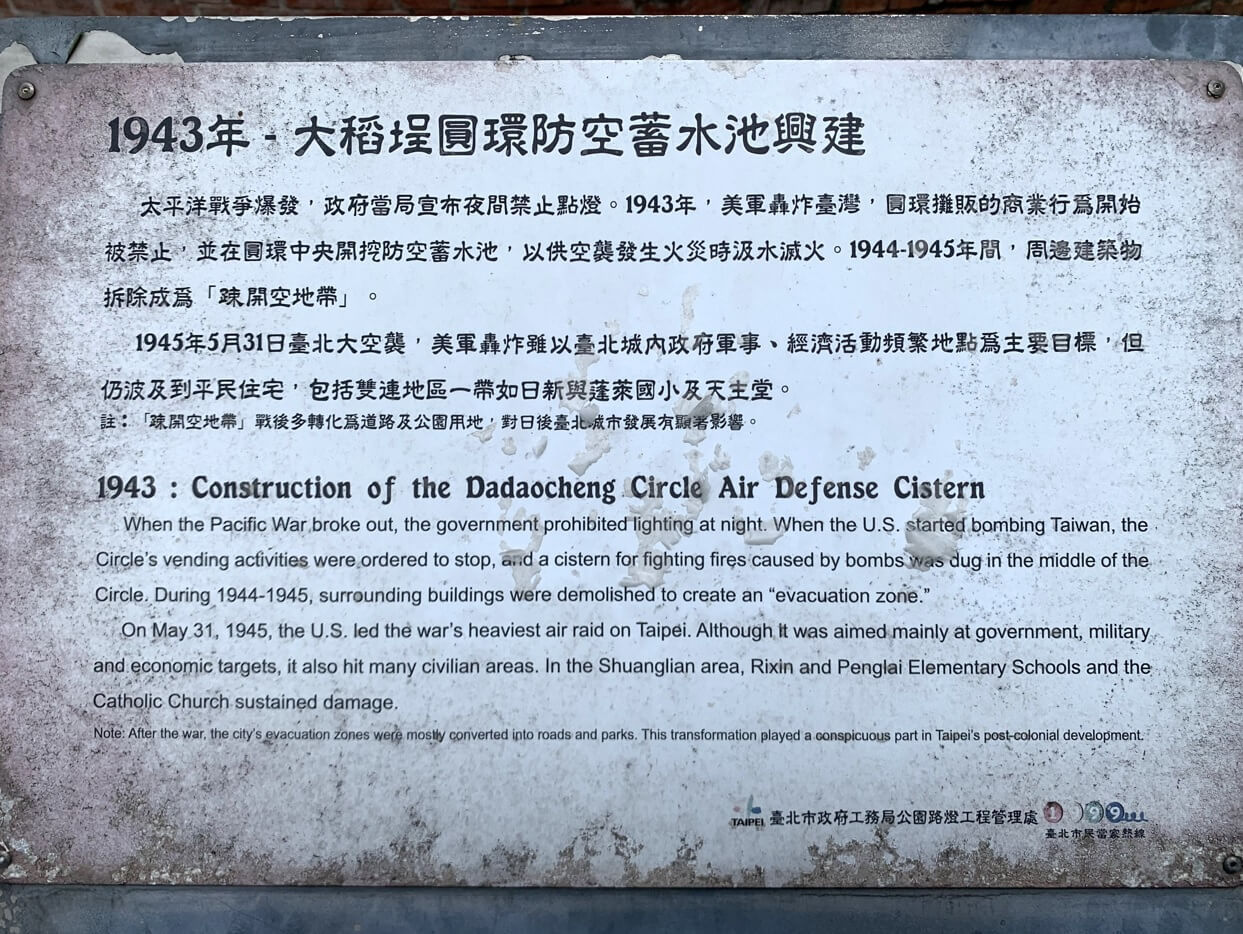 1943年 - 大稻埕圓環防空蓄水池興建
太平洋戰爭爆發，政府當局宣布夜間禁止點燈。1943年，美軍轟炸臺灣，圓環攤販的商業行為開始
被禁止，並在圓環中央開挖防空蓄水池，以供空襲發生火災時汲水滅火。1944-1945年間，周邊建築物
拆除成為「疎開空地帶」。
1945年5月31日臺北大空襲，美軍轟炸雖以臺北城內政府軍事、經濟活動頻繁地點為主要目標，但
仍波及到平民住宅，包括雙連地區一帶如日新與蓬萊國小及天主堂。
註：「疎開空地帶」戰後多轉化為道路及公園用地，對日後臺北城市發展有顯著影響。
1943 : Construction of the Dadaocheng Circle Air Defense Cistern
When the Pacific War broke out, the government prohibited lighting at night. When the U.S. started bombing Taiwan, the
Circle's vending activities were ordered to stop, and a cistern for fighting fires caused by bombs was dug in the middle of the
Circle. During 1944-1945, surrounding buildings were demolished to create an “evacuation zone.”
On May 31, 1945, the U.S. led the war's heaviest air raid on Taipei. Although it was aimed mainly at government, military
and economic targets, it also hit many civilian areas. In the Shuanglian area, Rixin and Penglai Elementary Schools and the
Catholic Church sustained damage.
Note: After the war, the city's evacuation zones were mostly converted into roads and parks. This transformation played a conspicuous part in Taipei's post-colonial development.
TAIPEI 臺北市政府工務局公園路燈工程管理處 1999
臺北市民當家熱線